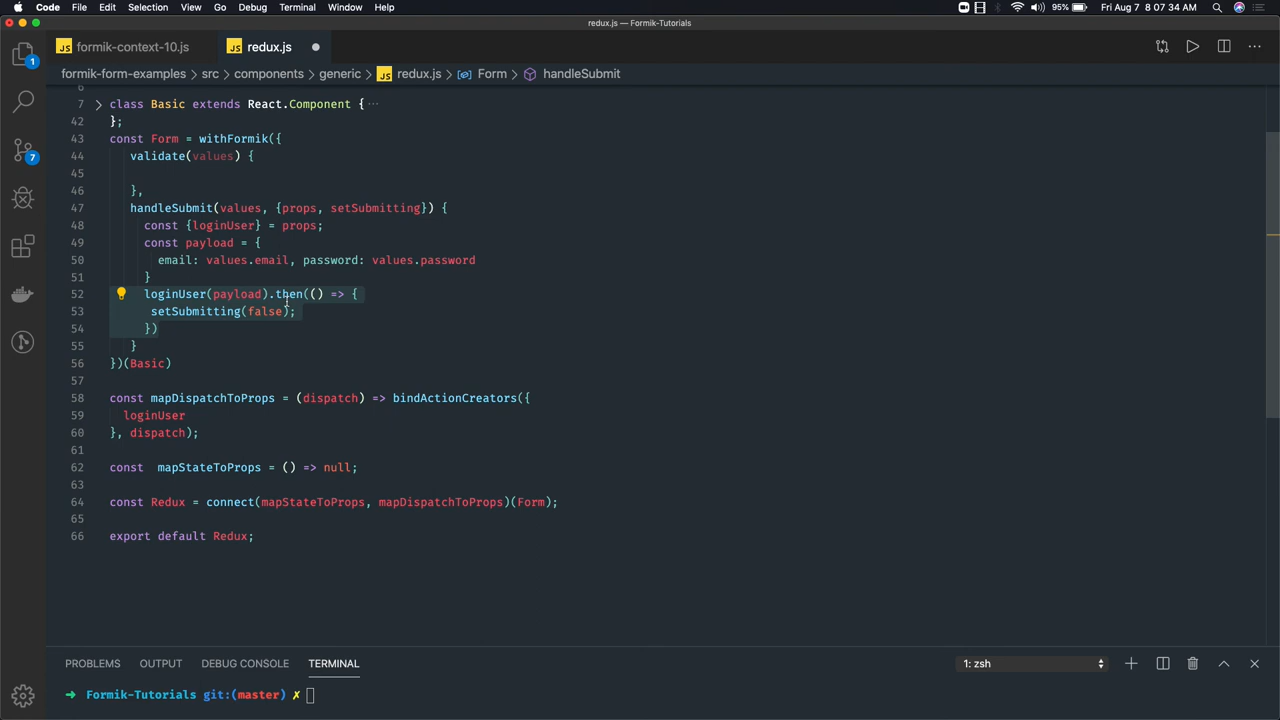 Code File Edit Selection View Go Debug Terminal Window Help 95% Fri Aug 7 8 07 34 AM
redux.js — Formik-Tutorials
JS formik-context-10.js JS redux.js
formik-form-examples > src > components > generic > JS redux.js > Form > handleSubmit
6
7 class Basic extends React.Component {
42 };
43 const Form = withFormik({
44 validate(values) {
45
46 },
47 handleSubmit(values, {props, setSubmitting}) {
48 const {loginUser} = props;
49 const payload = {
50 email: values.email, password: values.password
51 }
52 loginUser(payload).then(() => {
53 setSubmitting(false);
54 })
55 }
56 })(Basic)
57
58 const mapDispatchToProps = (dispatch) => bindActionCreators({
59 loginUser
60 }, dispatch);
61
62 const  mapStateToProps = () => null;
63
64 const Redux = connect(mapStateToProps, mapDispatchToProps)(Form);
65
66 export default Redux;
1
7
PROBLEMS OUTPUT DEBUG CONSOLE TERMINAL 1: zsh
➜ Formik-Tutorials git:(master) ✗